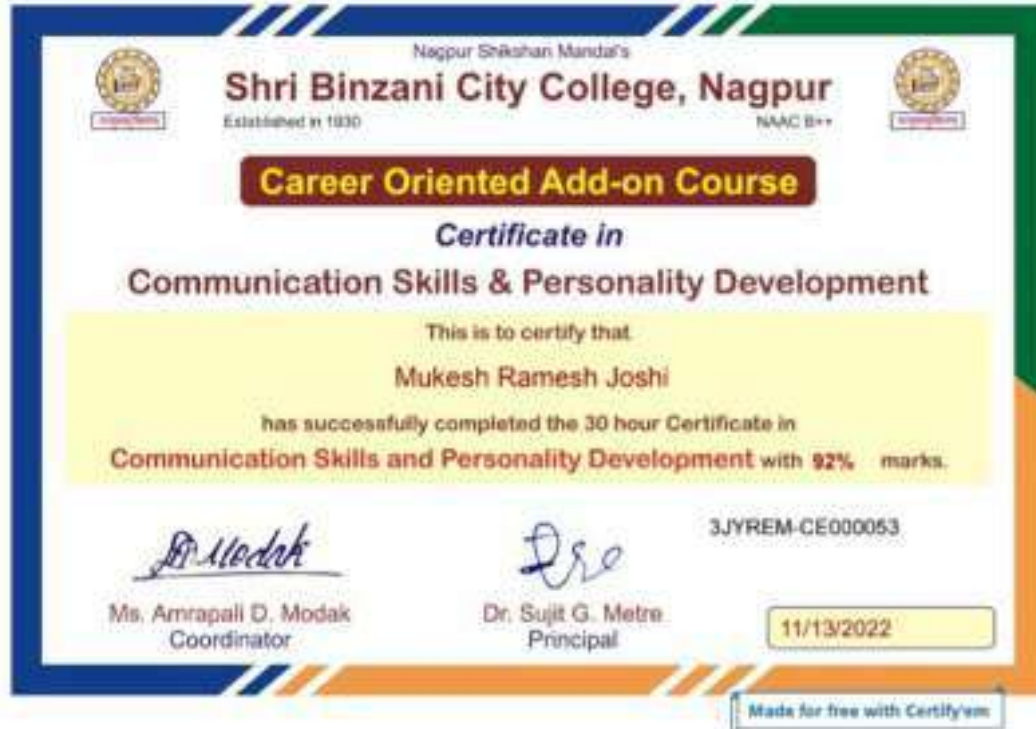 Nagpur Shikshan Mandal's
Shri Binzani City College, Nagpur
Established in 1930 NAAC B++
Career Oriented Add-on Course
Certificate in
Communication Skills & Personality Development
This is to certify that
Mukesh Ramesh Joshi
has successfully completed the 30 hour Certificate in
Communication Skills and Personality Development with 92% marks.
3JYREM-CE000053
Modak
Ms. Amrapali D. Modak
Coordinator
Dr. Sujit G. Metre
Principal
11/13/2022
Made for free with Certify'em